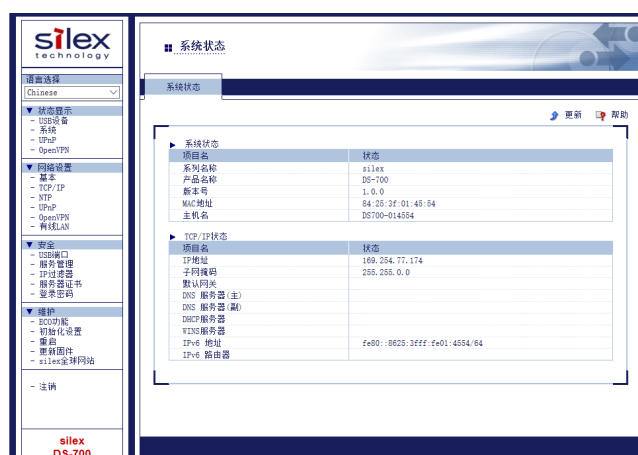 silex
technology
语言选择
Chinese
▼ 状态显示
- USB设备
- 系统
- UPnP
- OpenVPN
▼ 网络设置
- 基本
- TCP/IP
- NTP
- UPnP
- OpenVPN
- 有线LAN
▼ 安全
- USB端口
- 服务管理
- IP过滤器
- 服务器证书
- 登录密码
▼ 维护
- ECO功能
- 初始化设置
- 重启
- 更新固件
- silex全球网站
- 注销
silex
DS-700
系统状态
系统状态
更新 帮助
▶ 系统状态
项目名 状态
系列名称 silex
产品名称 DS-700
版本号 1.0.0
MAC地址 84:25:3f:01:45:54
主机名 DS700-014554
▶ TCP/IP状态
项目名 状态
IP地址 169.254.77.174
子网掩码 255.255.0.0
默认网关
DNS 服务器(主)
DNS 服务器(副)
DHCP服务器
WINS服务器
IPv6 地址 fe80::8625:3fff:fe01:4554/64
IPv6 路由器